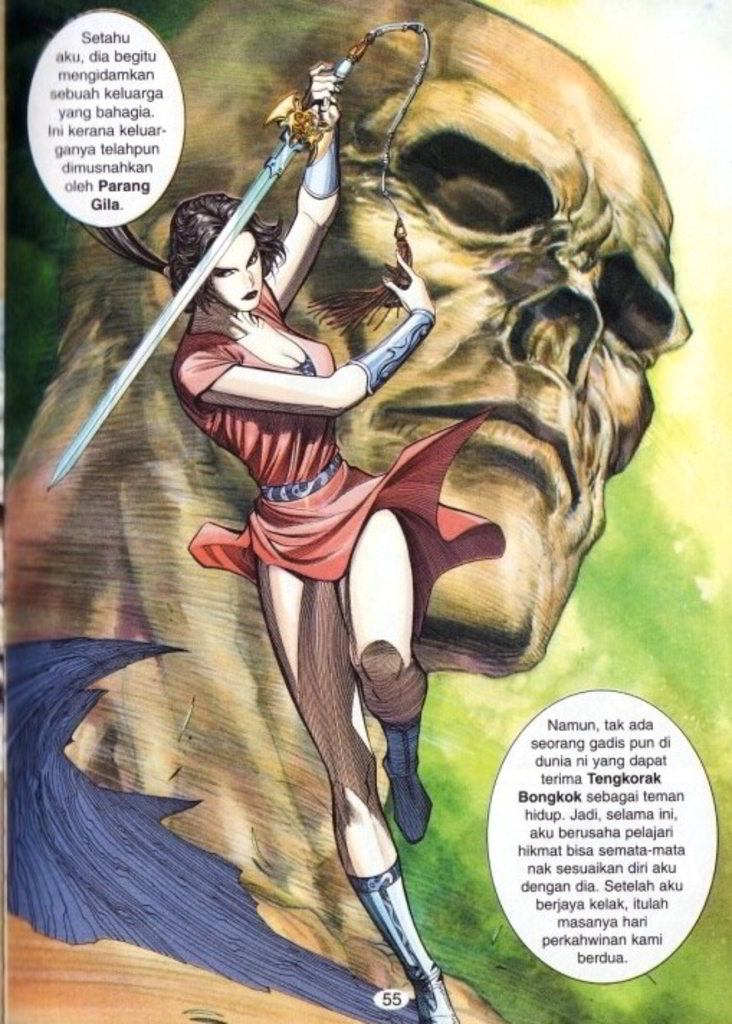 Setahu
aku, dia begitu
mengidamkan
sebuah keluarga
yang bahagia.
Ini kerana keluar-
ganya telahpun
dimusnahkan
oleh Parang
Gila.
Namun, tak ada
seorang gadis pun di
dunia ni yang dapat
terima Tengkorak
Bongkok sebagai teman
hidup. Jadi, selama ini,
aku berusaha pelajari
hikmat bisa semata-mata
nak sesuaikan diri aku
dengan dia. Setelah aku
berjaya kelak, itulah
masanya hari
perkahwinan kami
berdua.
55